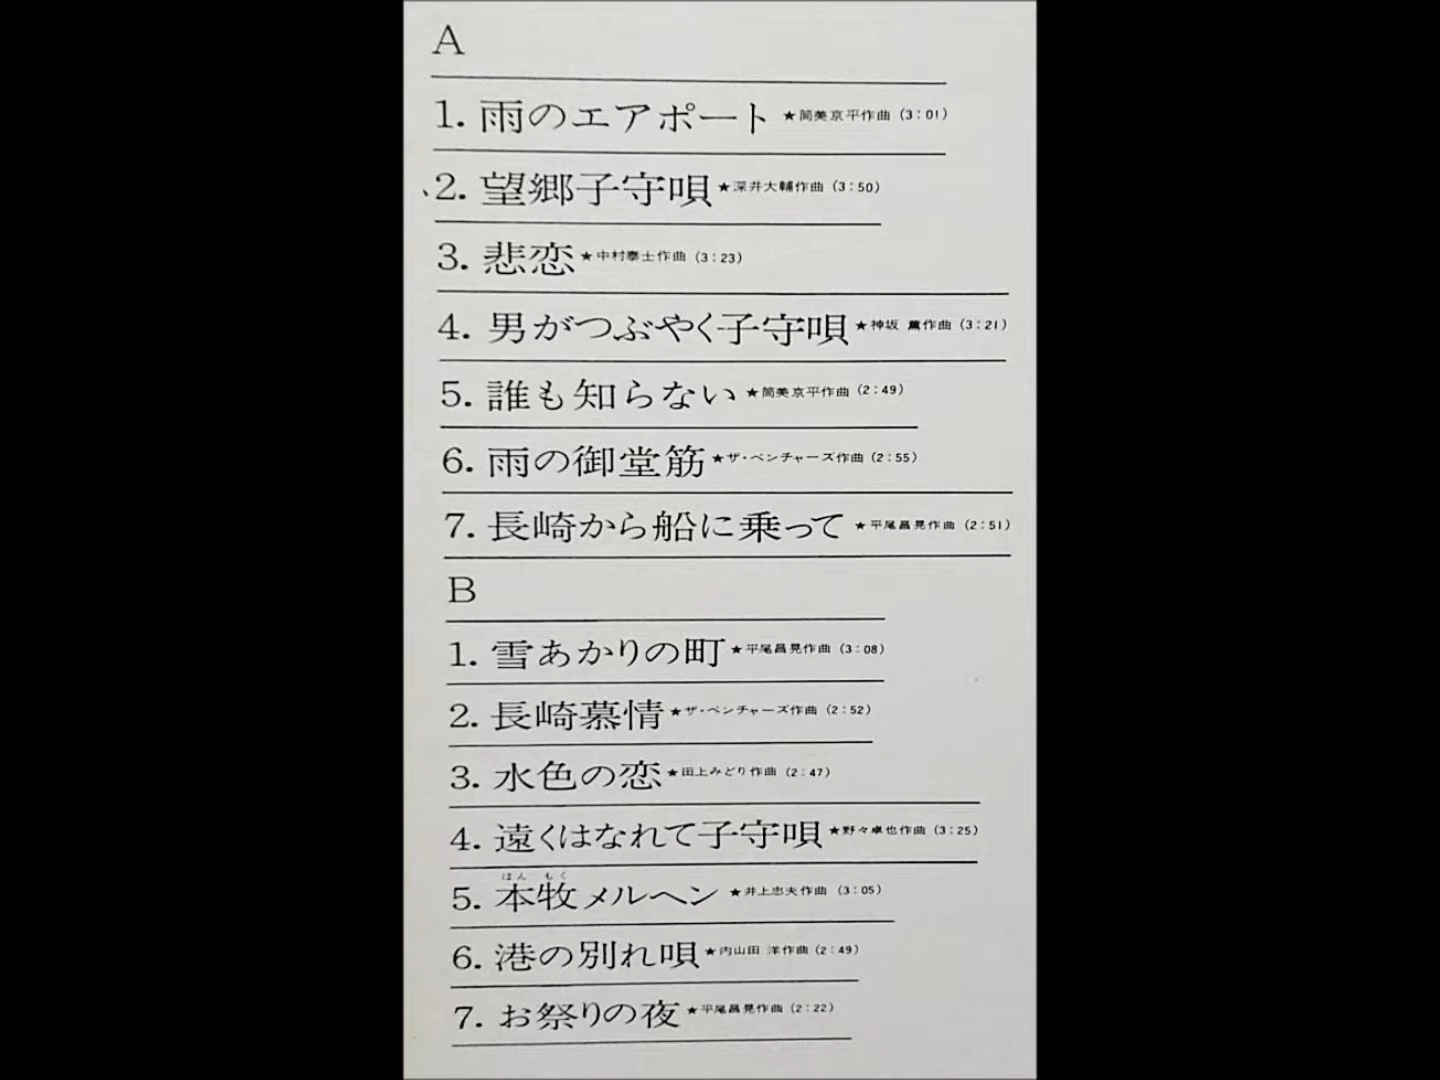 A
1. 雨のエアポート ★筒美京平作曲 (3:01)
2. 望郷子守唄 ★深井大輔作曲 (3:50)
3. 悲恋 ★中村泰士作曲 (3:23)
4. 男がつぶやく子守唄 ★神坂 薫作曲 (3:21)
5. 誰も知らない ★筒美京平作曲 (2:49)
6. 雨の御堂筋 ★ザ・ベンチャーズ作曲 (2:55)
7. 長崎から船に乗って ★平尾昌晃作曲 (2:51)
B
1. 雪あかりの町 ★平尾昌晃作曲 (3:08)
2. 長崎慕情 ★ザ・ベンチャーズ作曲 (2:52)
3. 水色の恋 ★田上みどり作曲 (2:47)
4. 遠くはなれて子守唄 ★野々卓也作曲 (3:25)
ほん もく
5. 本牧メルヘン ★井上忠夫作曲 (3:05)
6. 港の別れ唄 ★内山田 洋作曲 (2:49)
7. お祭りの夜 ★平尾昌晃作曲 (2:22)